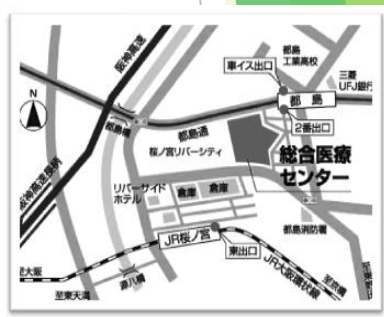 阪神高速
N
都島
工業高校
車イス出口
三菱
UFJ銀行
都島
2番出口
都島橋
都島通
桜ノ宮リバーシティ
総合医療
センター
リバーサイド
ホテル
倉庫
倉庫
都島消防署
JR桜ノ宮
東出口
JR大阪環状線
源八橋
至大阪
至東天満
至京橋